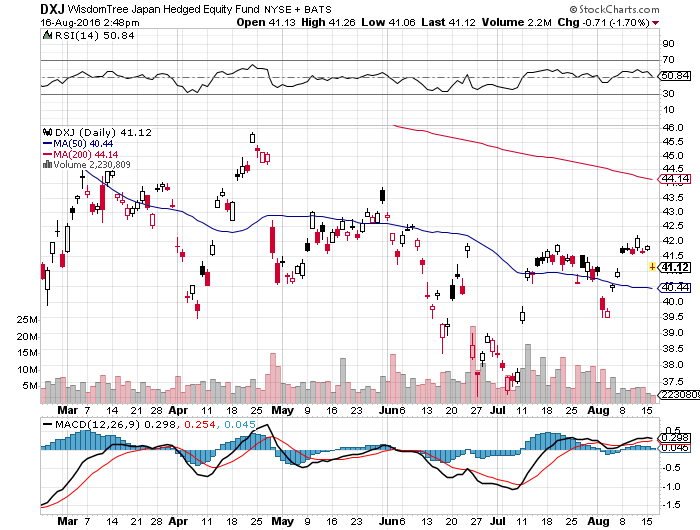 DXJ WisdomTree Japan Hedged Equity Fund NYSE + BATS © StockCharts.com
16-Aug-2016 2:48pm Open 41.13 High 41.26 Low 41.06 Last 41.12 Volume 2.2M Chg -0.71 (-1.70%)
RSI(14) 50.84
90
70
50.84
30
10
DXJ (Daily) 41.12
MA(50) 40.44
MA(200) 44.14
Volume 2,230,809
46.0
45.5
45.0
44.5
44.14
43.5
43.0
42.5
42.0
41.5
41.12
40.44
40.0
39.5
39.0
38.5
38.0
37.5
25M
20M
15M
10M
5M
2230809
Mar 7 14 21 28 Apr 11 18 25 May 9 16 23 Jun 6 13 20 27 Jul 11 18 25 Aug 8 15
MACD(12,26,9) 0.298, 0.254, 0.045
0.5
0.298
0.045
-0.5
-1.0
-1.5
Mar 7 14 21 28 Apr 11 18 25 May 9 16 23 Jun 6 13 20 27 Jul 11 18 25 Aug 8 15